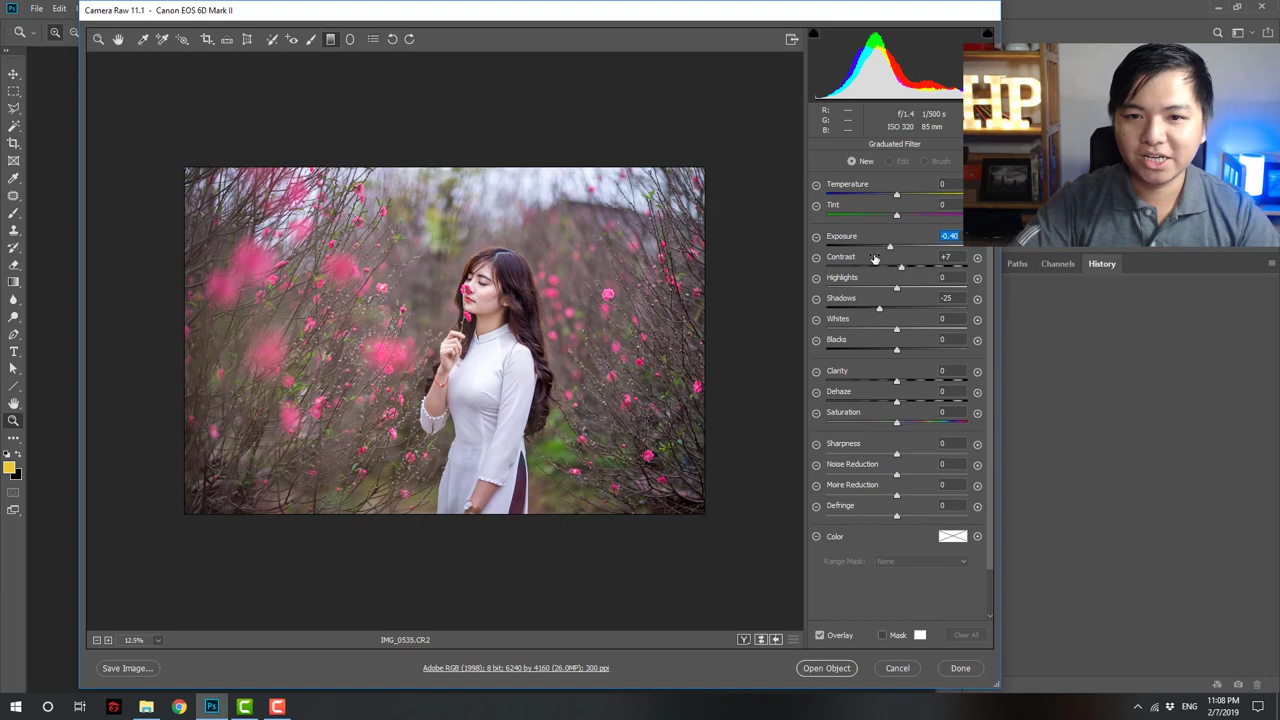 Camera Raw 11.1 - Canon EOS 6D Mark II
Ps File Edit
R: --- f/1.4 1/500 s
G: ---
B: --- ISO 320 85 mm
Graduated Filter
New Edit Brush
Temperature 0
Tint 0
Exposure -0.40
Contrast +7
Highlights 0
Shadows -25
Whites 0
Blacks 0
Clarity 0
Dehaze 0
Saturation 0
Sharpness 0
Noise Reduction 0
Moire Reduction 0
Defringe 0
Color
Range Mask: None
Overlay Mask Clear All
Paths Channels History
HP
12.5% IMG_0535.CR2 Y
Save Image... Adobe RGB (1998); 8 bit; 6240 by 4160 (26.0MP); 300 ppi Open Object Cancel Done
Ps ENG 11:08 PM
2/7/2019